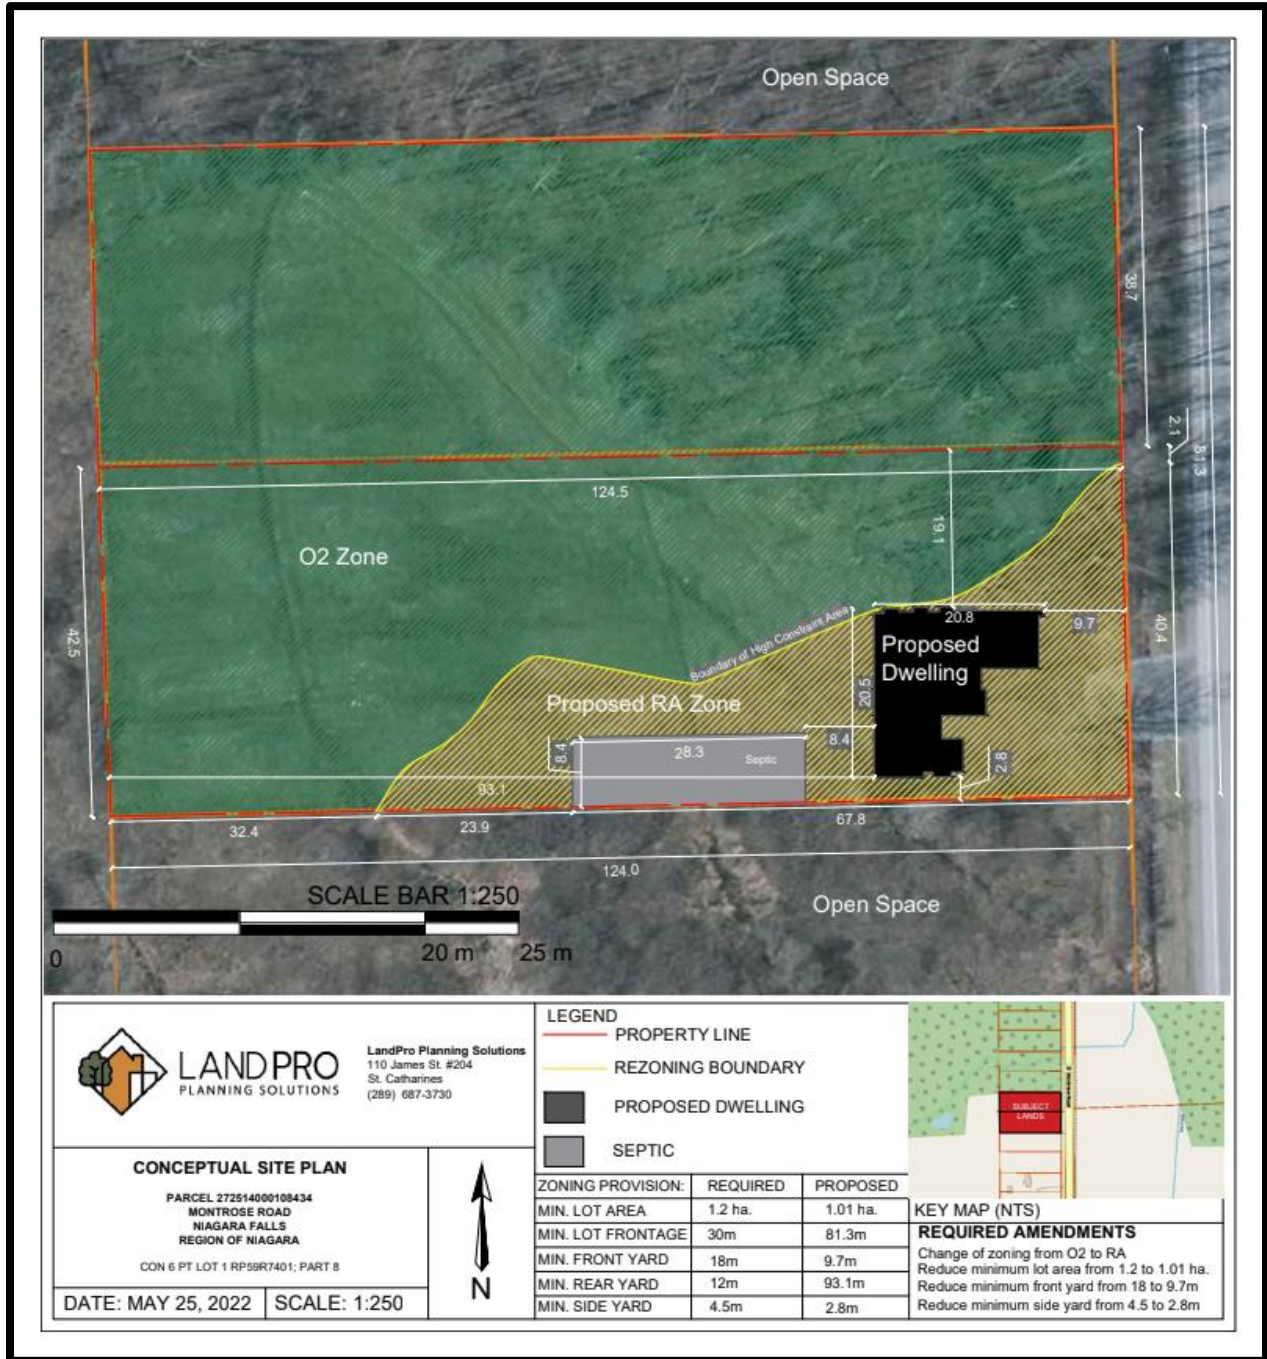 Open Space
38.7
2.1
81.3
124.5
19.1
O2 Zone
42.5
40.4
Boundary of High Constraint Area
20.8
9.7
Proposed
Dwelling
20.5
Proposed RA Zone
8.4
28.3
Septic
8.4
2.8
93.1
32.4
23.9
67.8
124.0
SCALE BAR 1:250
Open Space
0
20 m
25 m
LANDPRO
PLANNING SOLUTIONS
LandPro Planning Solutions
110 James St. #204
St. Catharines
(289) 687-3730
CONCEPTUAL SITE PLAN
PARCEL 272514000108434
MONTROSE ROAD
NIAGARA FALLS
REGION OF NIAGARA
CON 6 PT LOT 1 RP59R7401; PART 8
DATE: MAY 25, 2022
SCALE: 1:250
N
LEGEND
PROPERTY LINE
REZONING BOUNDARY
PROPOSED DWELLING
SEPTIC
ZONING PROVISION: REQUIRED PROPOSED
MIN. LOT AREA 1.2 ha. 1.01 ha.
MIN. LOT FRONTAGE 30m 81.3m
MIN. FRONT YARD 18m 9.7m
MIN. REAR YARD 12m 93.1m
MIN. SIDE YARD 4.5m 2.8m
SUBJECT
LANDS
KEY MAP (NTS)
REQUIRED AMENDMENTS
Change of zoning from O2 to RA
Reduce minimum lot area from 1.2 to 1.01 ha.
Reduce minimum front yard from 18 to 9.7m
Reduce minimum side yard from 4.5 to 2.8m